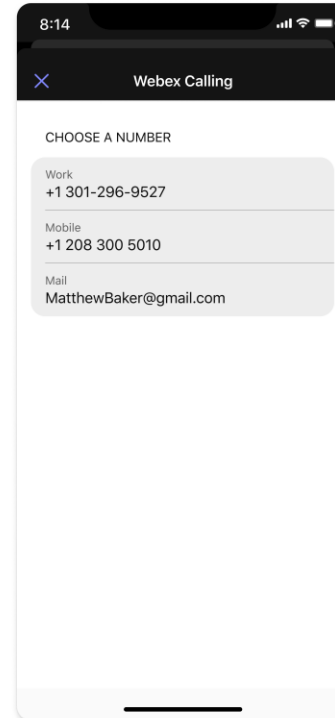 8:14
Webex Calling
CHOOSE A NUMBER
Work
+1 301-296-9527
Mobile
+1 208 300 5010
Mail
MatthewBaker@gmail.com